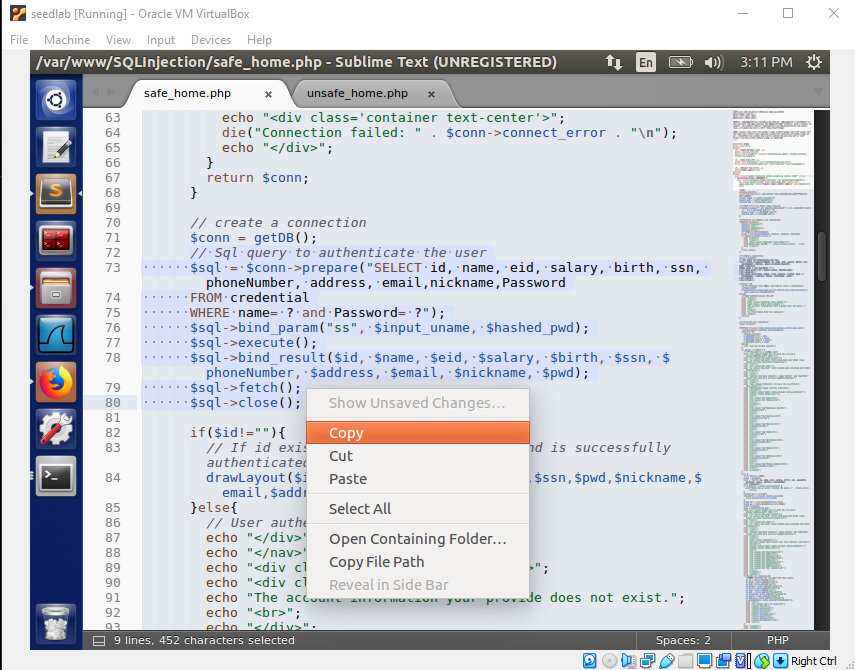 seedlab [Running] - Oracle VM VirtualBox
File Machine View Input Devices Help
/var/www/SQLInjection/safe_home.php - Sublime Text (UNREGISTERED) En 3:11 PM
safe_home.php × unsafe_home.php ×
63 echo "<div class='container text-center'>";
64 die("Connection failed: " . $conn->connect_error . "\n");
65 echo "</div>";
66 }
67 return $conn;
68 }
69
70 // create a connection
71 $conn = getDB();
72 // Sql query to authenticate the user
73 $sql = $conn->prepare("SELECT id, name, eid, salary, birth, ssn,
phoneNumber, address, email,nickname,Password
74 FROM credential
75 WHERE name= ? and Password= ?");
76 $sql->bind_param("ss", $input_uname, $hashed_pwd);
77 $sql->execute();
78 $sql->bind_result($id, $name, $eid, $salary, $birth, $ssn, $
phoneNumber, $address, $email, $nickname, $pwd);
79 $sql->fetch();
80 $sql->close();
81
82 if($id!=""){
83 // If id exis nd is successfully
authenticated
84 drawLayout($i ,$ssn,$pwd,$nickname,$
email,$addr
85 }else{
86 // User authe
87 echo "</div>"
88 echo "</nav>"
89 echo "<div cl >";
90 echo "<div cl
91 echo "The account information your provide does not exist.";
92 echo "<br>";
93 echo "</div>";
Show Unsaved Changes...
Copy
Cut
Paste
Select All
Open Containing Folder...
Copy File Path
Reveal in Side Bar
9 lines, 452 characters selected Spaces: 2 PHP
Right Ctrl